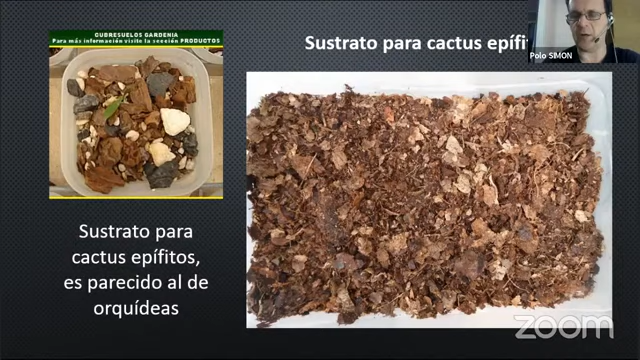 CUBRESUELOS GARDENIA
Para más información visite la sección PRODUCTOS
Sustrato para cactus epífit
Polo SIMON
Sustrato para
cactus epífitos,
es parecido al de
orquídeas
zoom